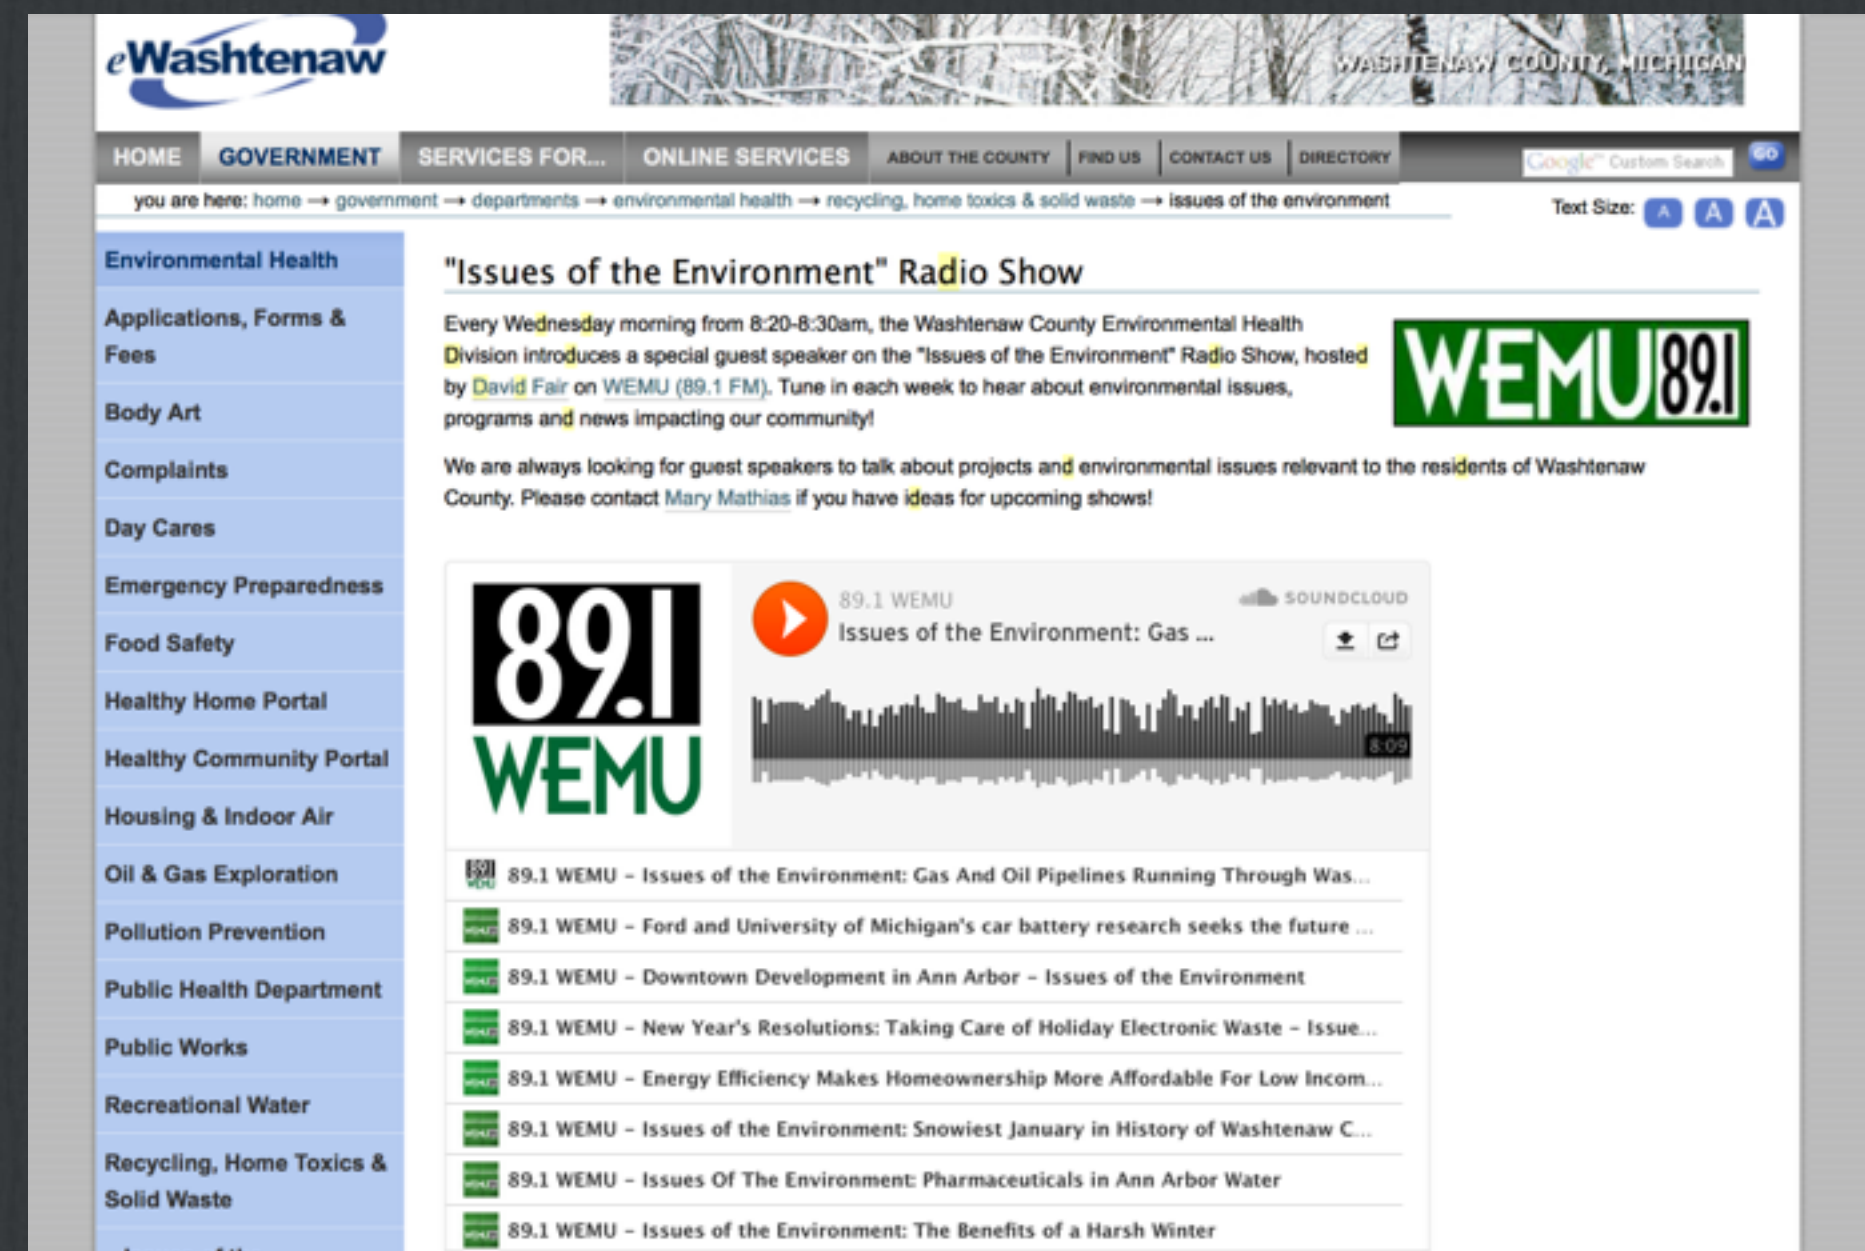 eWashtenaw
WASHTENAW COUNTY, MICHIGAN
HOME GOVERNMENT SERVICES FOR... ONLINE SERVICES ABOUT THE COUNTY FIND US CONTACT US DIRECTORY Google™ Custom Search GO
you are here: home → government → departments → environmental health → recycling, home toxics & solid waste → issues of the environment
Text Size: A A A
Environmental Health
Applications, Forms &
Fees
Body Art
Complaints
Day Cares
Emergency Preparedness
Food Safety
Healthy Home Portal
Healthy Community Portal
Housing & Indoor Air
Oil & Gas Exploration
Pollution Prevention
Public Health Department
Public Works
Recreational Water
Recycling, Home Toxics &
Solid Waste
"Issues of the Environment" Radio Show
Every Wednesday morning from 8:20-8:30am, the Washtenaw County Environmental Health
Division introduces a special guest speaker on the "Issues of the Environment" Radio Show, hosted
by David Fair on WEMU (89.1 FM). Tune in each week to hear about environmental issues,
programs and news impacting our community!
WEMU 89.1
We are always looking for guest speakers to talk about projects and environmental issues relevant to the residents of Washtenaw
County. Please contact Mary Mathias if you have ideas for upcoming shows!
89.1
WEMU
89.1 WEMU
SOUNDCLOUD
Issues of the Environment: Gas ...
8:09
89.1 WEMU – Issues of the Environment: Gas And Oil Pipelines Running Through Was...
89.1 WEMU – Ford and University of Michigan's car battery research seeks the future ...
89.1 WEMU – Downtown Development in Ann Arbor – Issues of the Environment
89.1 WEMU – New Year's Resolutions: Taking Care of Holiday Electronic Waste – Issue...
89.1 WEMU – Energy Efficiency Makes Homeownership More Affordable For Low Incom...
89.1 WEMU – Issues of the Environment: Snowiest January in History of Washtenaw C...
89.1 WEMU – Issues Of The Environment: Pharmaceuticals in Ann Arbor Water
89.1 WEMU – Issues of the Environment: The Benefits of a Harsh Winter